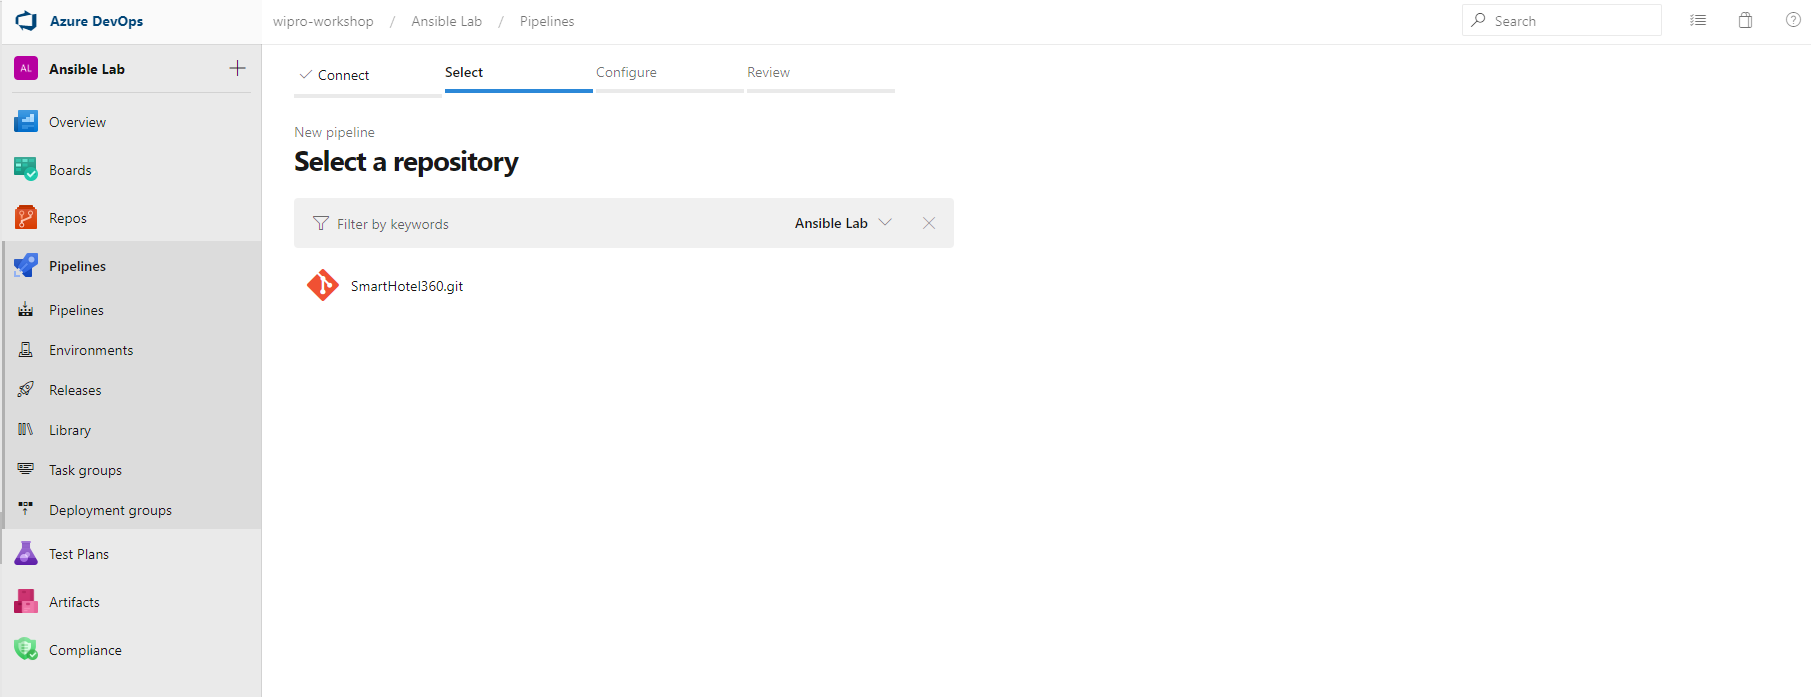 Azure DevOps
wipro-workshop / Ansible Lab / Pipelines
Search
AL Ansible Lab
Overview
Boards
Repos
Pipelines
Pipelines
Environments
Releases
Library
Task groups
Deployment groups
Test Plans
Artifacts
Compliance
Connect
Select
Configure
Review
New pipeline
Select a repository
Filter by keywords
Ansible Lab
SmartHotel360.git